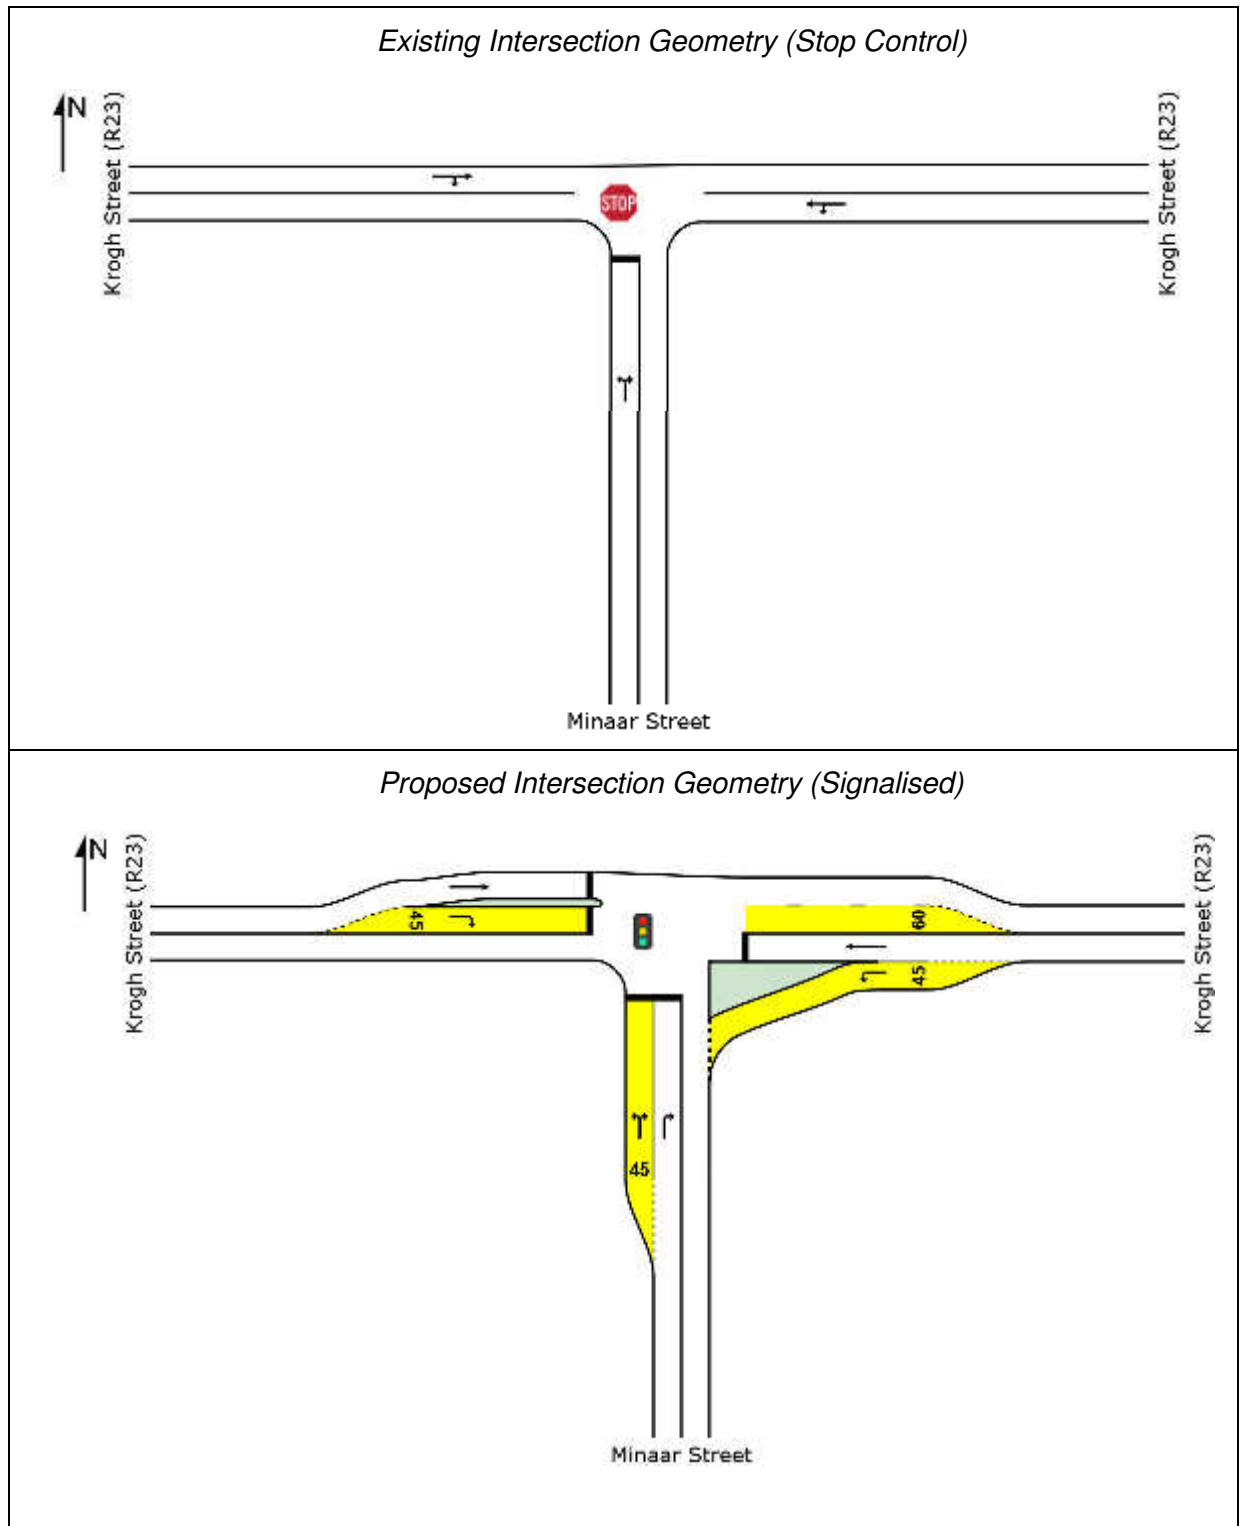 Existing Intersection Geometry (Stop Control)
N
Krogh Street (R23)
Krogh Street (R23)
STOP
Minaar Street
Proposed Intersection Geometry (Signalised)
N
Krogh Street (R23)
Krogh Street (R23)
45
60
45
45
Minaar Street